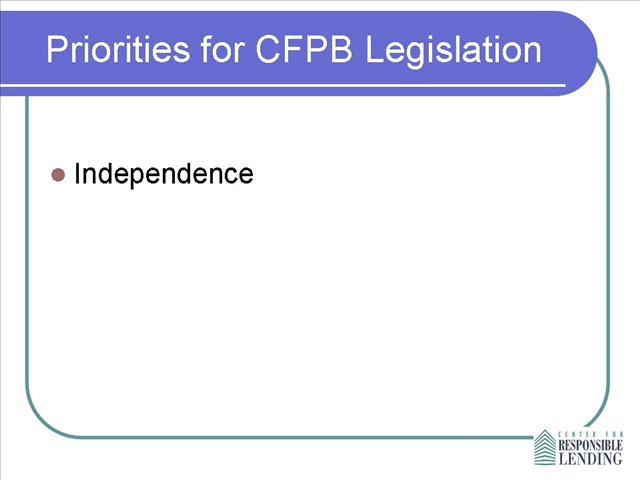 Priorities for CFPB Legislation
Independence
CENTER FOR
RESPONSIBLE
LENDING